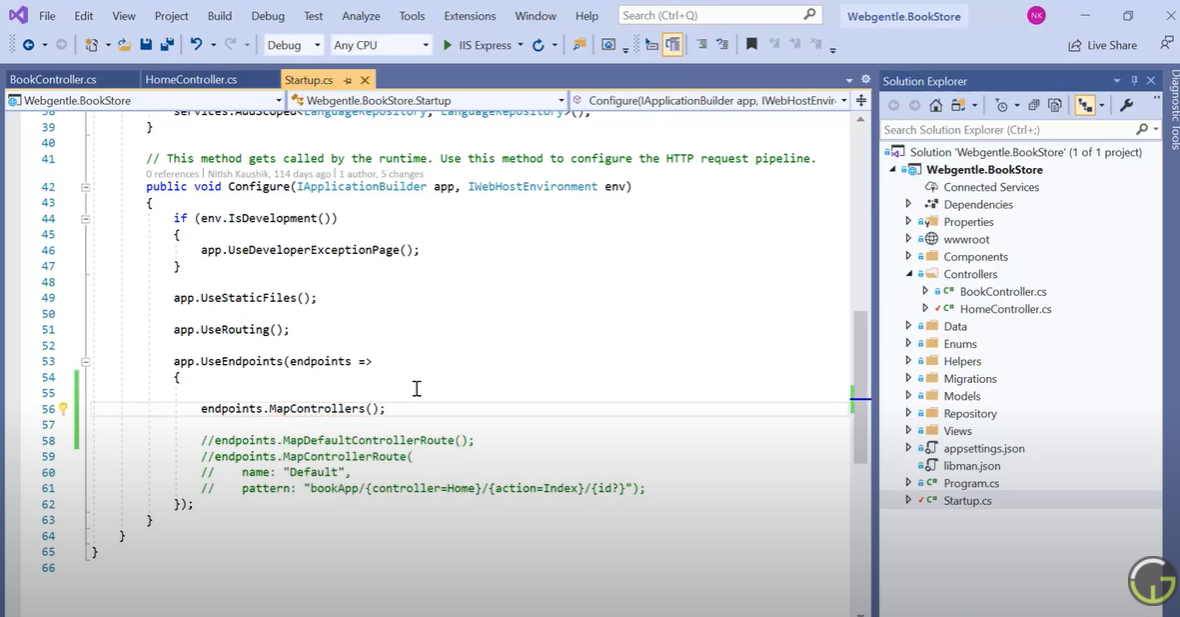 File Edit View Project Build Debug Test Analyze Tools Extensions Window Help Search (Ctrl+Q) Webgentle.BookStore NK
Debug Any CPU IIS Express Live Share
BookController.cs HomeController.cs Startup.cs
Webgentle.BookStore Webgentle.BookStore.Startup Configure(IApplicationBuilder app, IWebHostEnvir
38 services.AddScoped<LanguageRepository, LanguageRepository>();
39 }
40
41 // This method gets called by the runtime. Use this method to configure the HTTP request pipeline.
0 references | Nitish Kaushik, 114 days ago | 1 author, 5 changes
42 public void Configure(IApplicationBuilder app, IWebHostEnvironment env)
43 {
44 if (env.IsDevelopment())
45 {
46 app.UseDeveloperExceptionPage();
47 }
48
49 app.UseStaticFiles();
50
51 app.UseRouting();
52
53 app.UseEndpoints(endpoints =>
54 {
55
56 endpoints.MapControllers();
57
58 //endpoints.MapDefaultControllerRoute();
59 //endpoints.MapControllerRoute(
60 // name: "Default",
61 // pattern: "bookApp/{controller=Home}/{action=Index}/{id?}");
62 });
63 }
64 }
65 }
66
Solution Explorer
Search Solution Explorer (Ctrl+;)
Solution 'Webgentle.BookStore' (1 of 1 project)
Webgentle.BookStore
Connected Services
Dependencies
Properties
wwwroot
Components
Controllers
BookController.cs
HomeController.cs
Data
Enums
Helpers
Migrations
Models
Repository
Views
appsettings.json
libman.json
Program.cs
Startup.cs
Diagnostic Tools